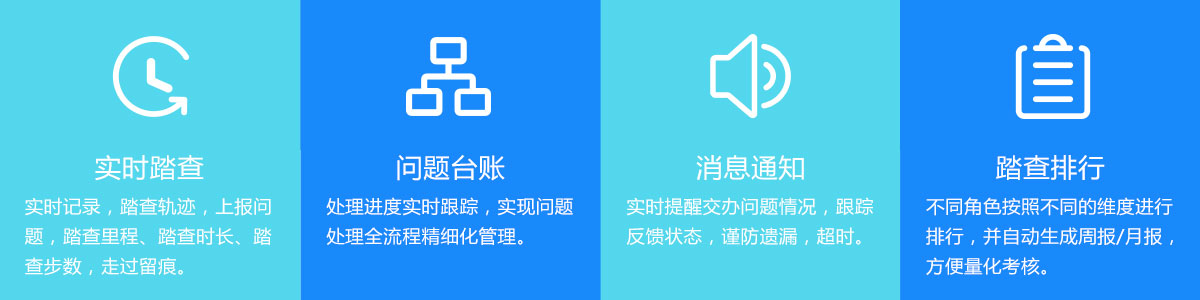 实时踏查
实时记录，踏查轨迹，上报问
题，踏查里程、踏查时长、踏
查步数，走过留痕。
问题台账
处理进度实时跟踪，实现问题
处理全流程精细化管理。
消息通知
实时提醒交办问题情况，跟踪
反馈状态，谨防遗漏，超时。
踏查排行
不同角色按照不同的维度进行
排行，并自动生成周报/月报，
方便量化考核。